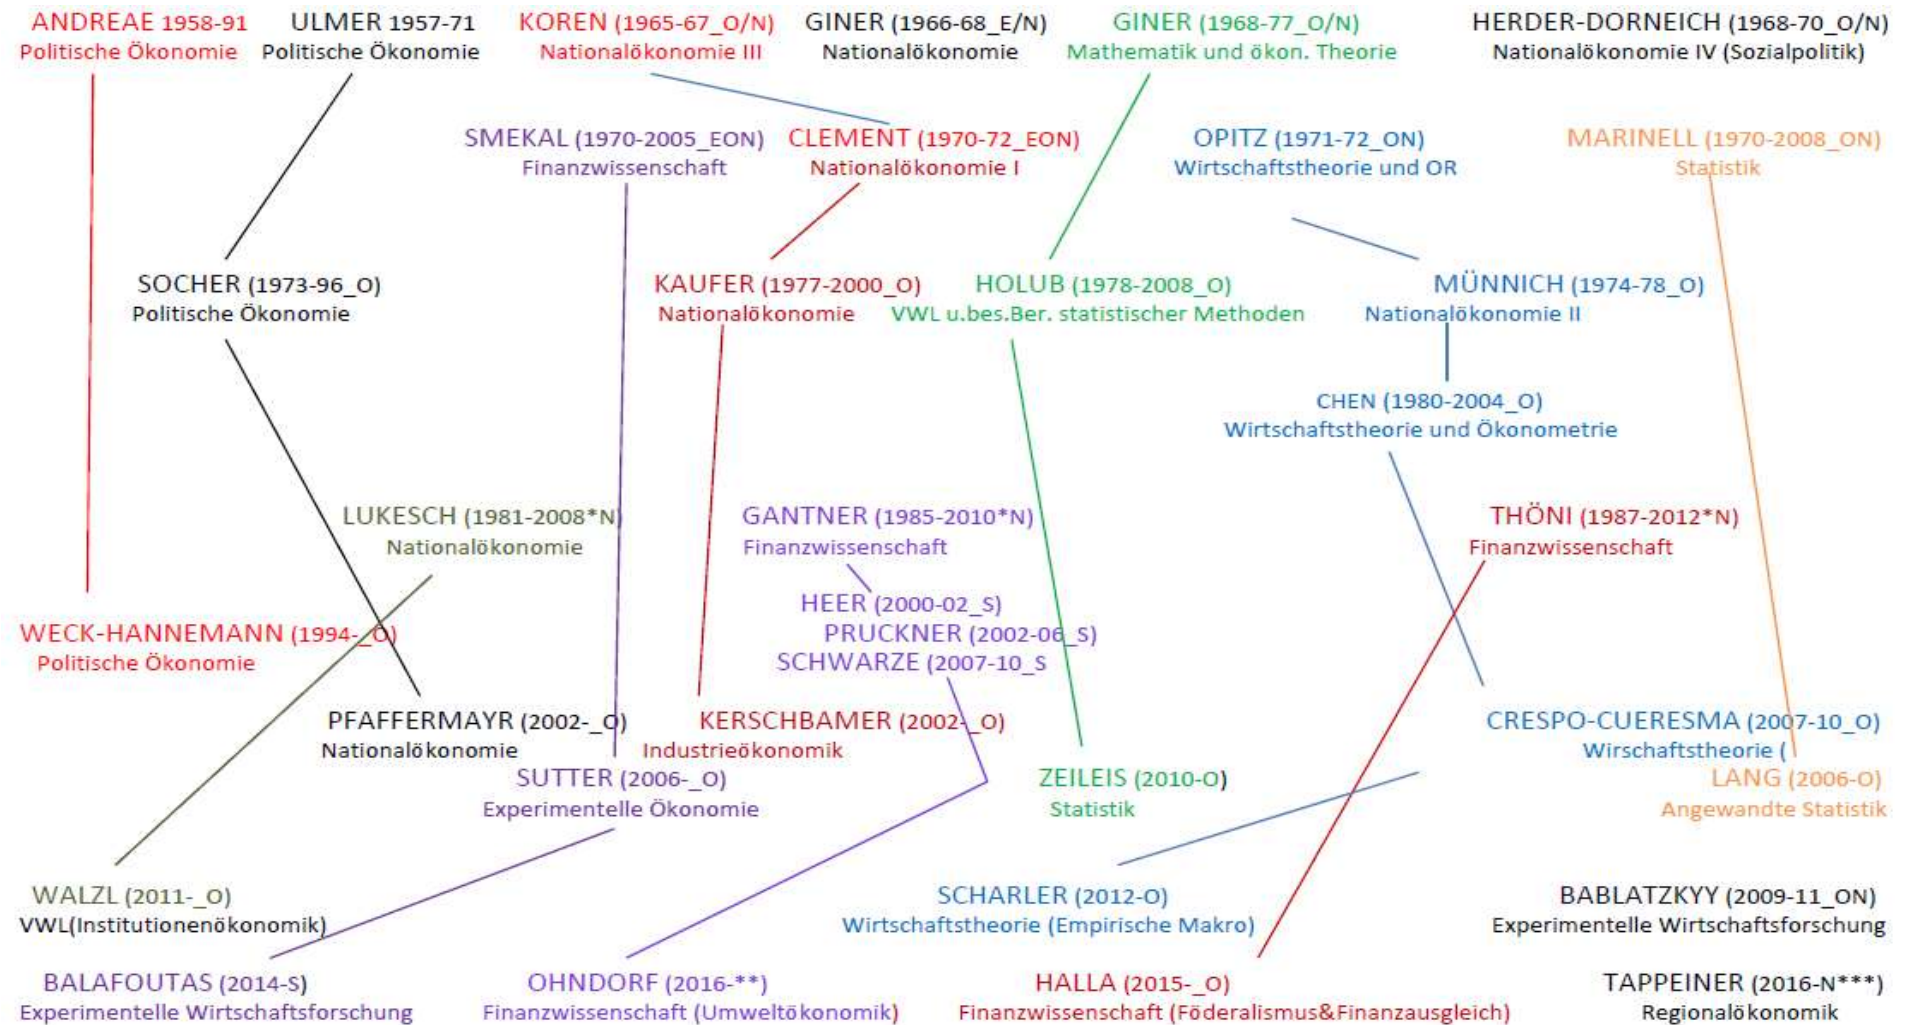 ANDREAE 1958-91
Politische Ökonomie
ULMER 1957-71
Politische Ökonomie
KOREN (1965-67_O/N)
Nationalökonomie III
GINER (1966-68_E/N)
Nationalökonomie
GINER (1968-77_O/N)
Mathematik und ökon. Theorie
HERDER-DORNEICH (1968-70_O/N)
Nationalökonomie IV (Sozialpolitik)
SMEKAL (1970-2005_EON)
Finanzwissenschaft
CLEMENT (1970-72_EON)
Nationalökonomie I
OPITZ (1971-72_ON)
Wirtschaftstheorie und OR
MARINELL (1970-2008_ON)
Statistik
SOCHER (1973-96_O)
Politische Ökonomie
KAUFER (1977-2000_O)
Nationalökonomie
HOLUB (1978-2008_O)
VWL u.bes.Ber. statistischer Methoden
MÜNNICH (1974-78_O)
Nationalökonomie II
CHEN (1980-2004_O)
Wirtschaftstheorie und Ökonometrie
LUKESCH (1981-2008*N)
Nationalökonomie
GANTNER (1985-2010*N)
Finanzwissenschaft
THÖNI (1987-2012*N)
Finanzwissenschaft
HEER (2000-02_S)
PRUCKNER (2002-06_S)
SCHWARZE (2007-10_S
WECK-HANNEMANN (1994-_O)
Politische Ökonomie
PFAFFERMAYR (2002-_O)
Nationalökonomie
KERSCHBAMER (2002-_O)
Industrieökonomik
CRESPO-CUERESMA (2007-10_O)
Wirschaftstheorie (
SUTTER (2006-_O)
Experimentelle Ökonomie
ZEILEIS (2010-O)
Statistik
LANG (2006-O)
Angewandte Statistik
WALZL (2011-_O)
VWL(Institutionenökonomik)
SCHARLER (2012-O)
Wirtschaftstheorie (Empirische Makro)
BABLATZKYY (2009-11_ON)
Experimentelle Wirtschaftsforschung
BALAFOUTAS (2014-S)
Experimentelle Wirtschaftsforschung
OHNDORF (2016-**)
Finanzwissenschaft (Umweltökonomik)
HALLA (2015-_O)
Finanzwissenschaft (Föderalismus&Finanzausgleich)
TAPPEINER (2016-N***)
Regionalökonomik